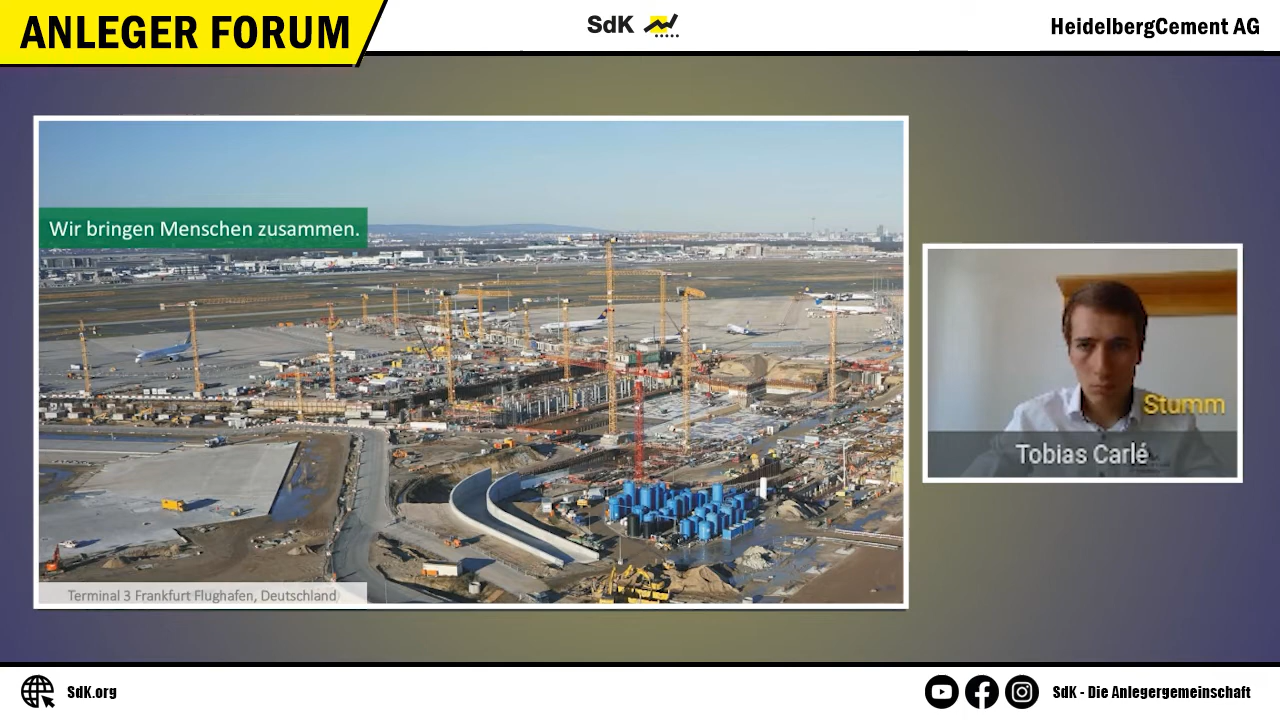 ANLEGER FORUM
SdK
HeidelbergCement AG
Wir bringen Menschen zusammen.
Stumm
Tobias Carlé
Terminal 3 Frankfurt Flughafen, Deutschland
SdK.org
SdK - Die Anlegergemeinschaft